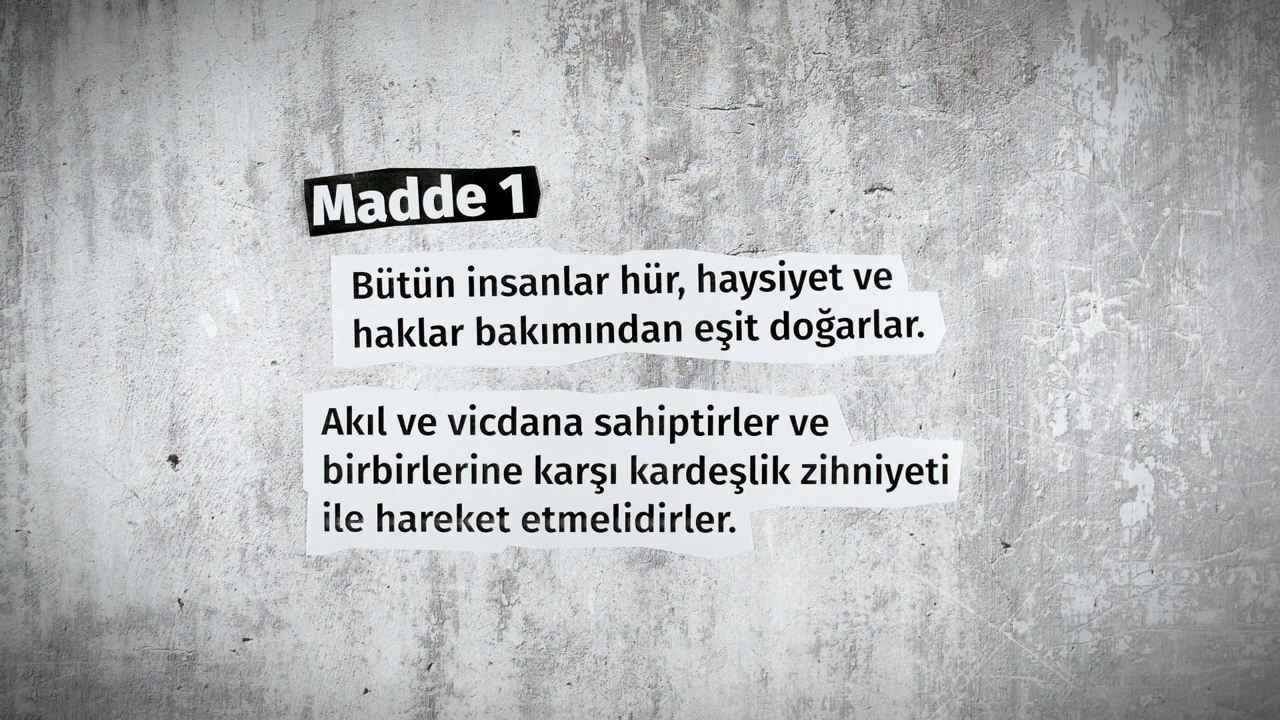 Madde 1
Bütün insanlar hür, haysiyet ve
haklar bakımından eşit doğarlar.
Akıl ve vicdana sahiptirler ve
birbirlerine karşı kardeşlik zihniyeti
ile hareket etmelidirler.